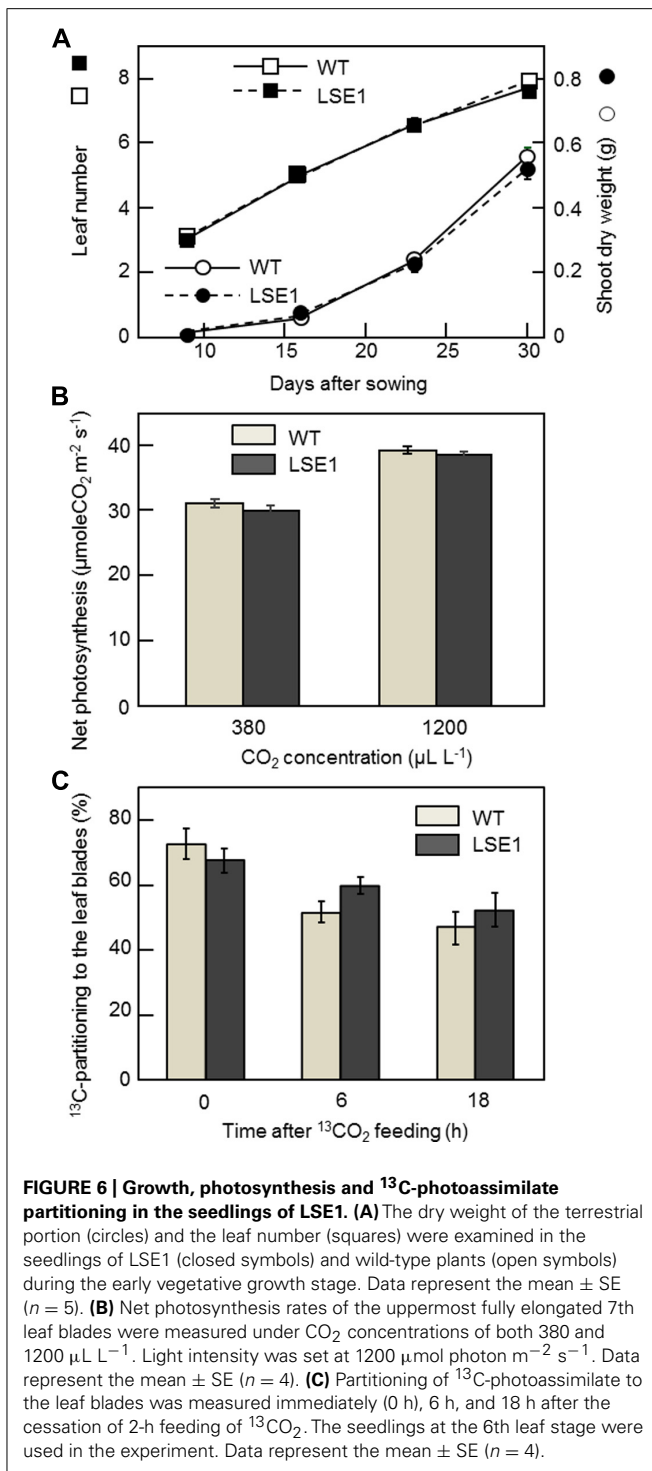 A
WT
LSE1
8
6
4
2
0
Leaf number
0.8
0.6
0.4
0.2
0
Shoot dry weight (g)
WT
LSE1
10 15 20 25 30
Days after sowing
B
WT
LSE1
40
30
20
10
0
Net photosynthesis (µmoleCO₂ m⁻² s⁻¹)
380 1200
CO₂ concentration (µL L⁻¹)
C
WT
LSE1
80
60
40
20
0
¹³C-partitioning to the leaf blades (%)
0 6 18
Time after ¹³CO₂ feeding (h)
FIGURE 6 | Growth, photosynthesis and ¹³C-photoassimilate
partitioning in the seedlings of LSE1. (A) The dry weight of the terrestrial
portion (circles) and the leaf number (squares) were examined in the
seedlings of LSE1 (closed symbols) and wild-type plants (open symbols)
during the early vegetative growth stage. Data represent the mean ± SE
(n = 5). (B) Net photosynthesis rates of the uppermost fully elongated 7th
leaf blades were measured under CO₂ concentrations of both 380 and
1200 μL L⁻¹. Light intensity was set at 1200 μmol photon m⁻² s⁻¹. Data
represent the mean ± SE (n = 4). (C) Partitioning of ¹³C-photoassimilate to
the leaf blades was measured immediately (0 h), 6 h, and 18 h after the
cessation of 2-h feeding of ¹³CO₂. The seedlings at the 6th leaf stage were
used in the experiment. Data represent the mean ± SE (n = 4).